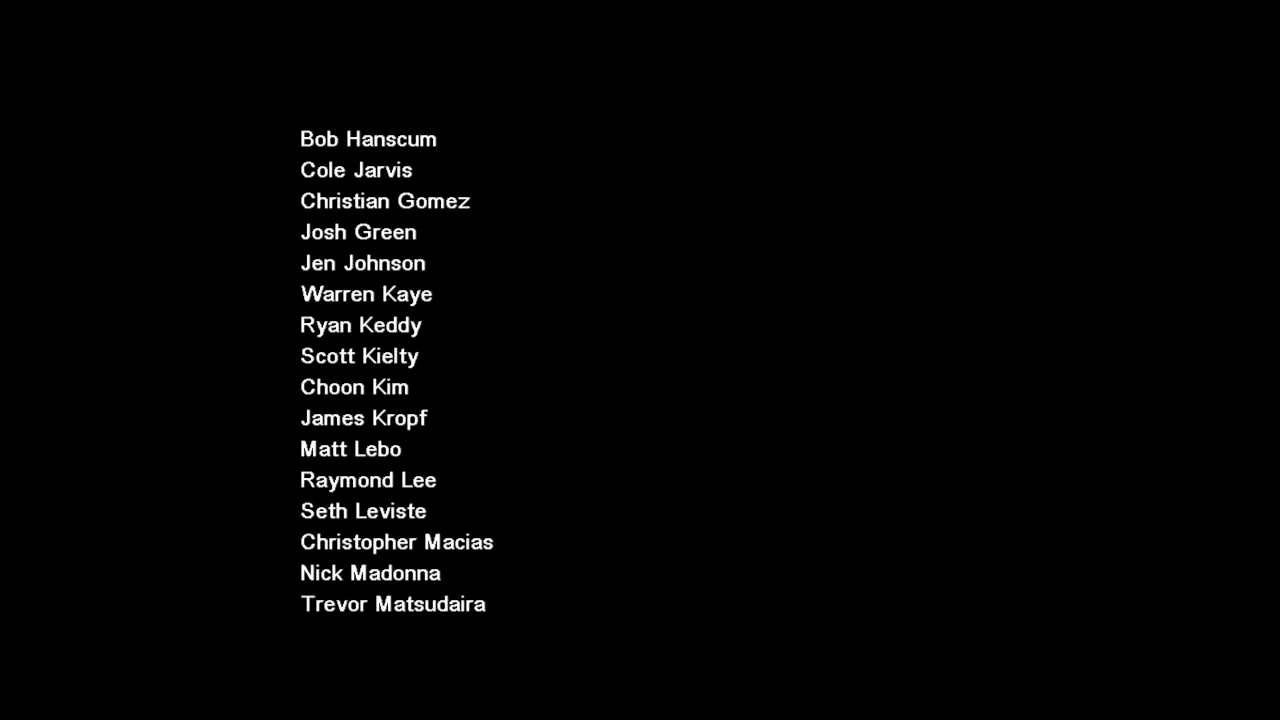 Bob Hanscum
Cole Jarvis
Christian Gomez
Josh Green
Jen Johnson
Warren Kaye
Ryan Keddy
Scott Kielty
Choon Kim
James Kropf
Matt Lebo
Raymond Lee
Seth Leviste
Christopher Macias
Nick Madonna
Trevor Matsudaira